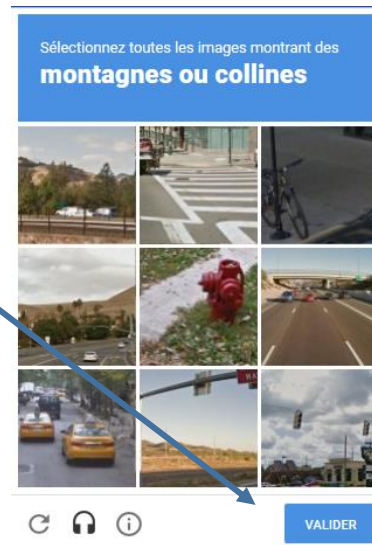 Sélectionnez toutes les images montrant des
montagnes ou collines
VALIDER